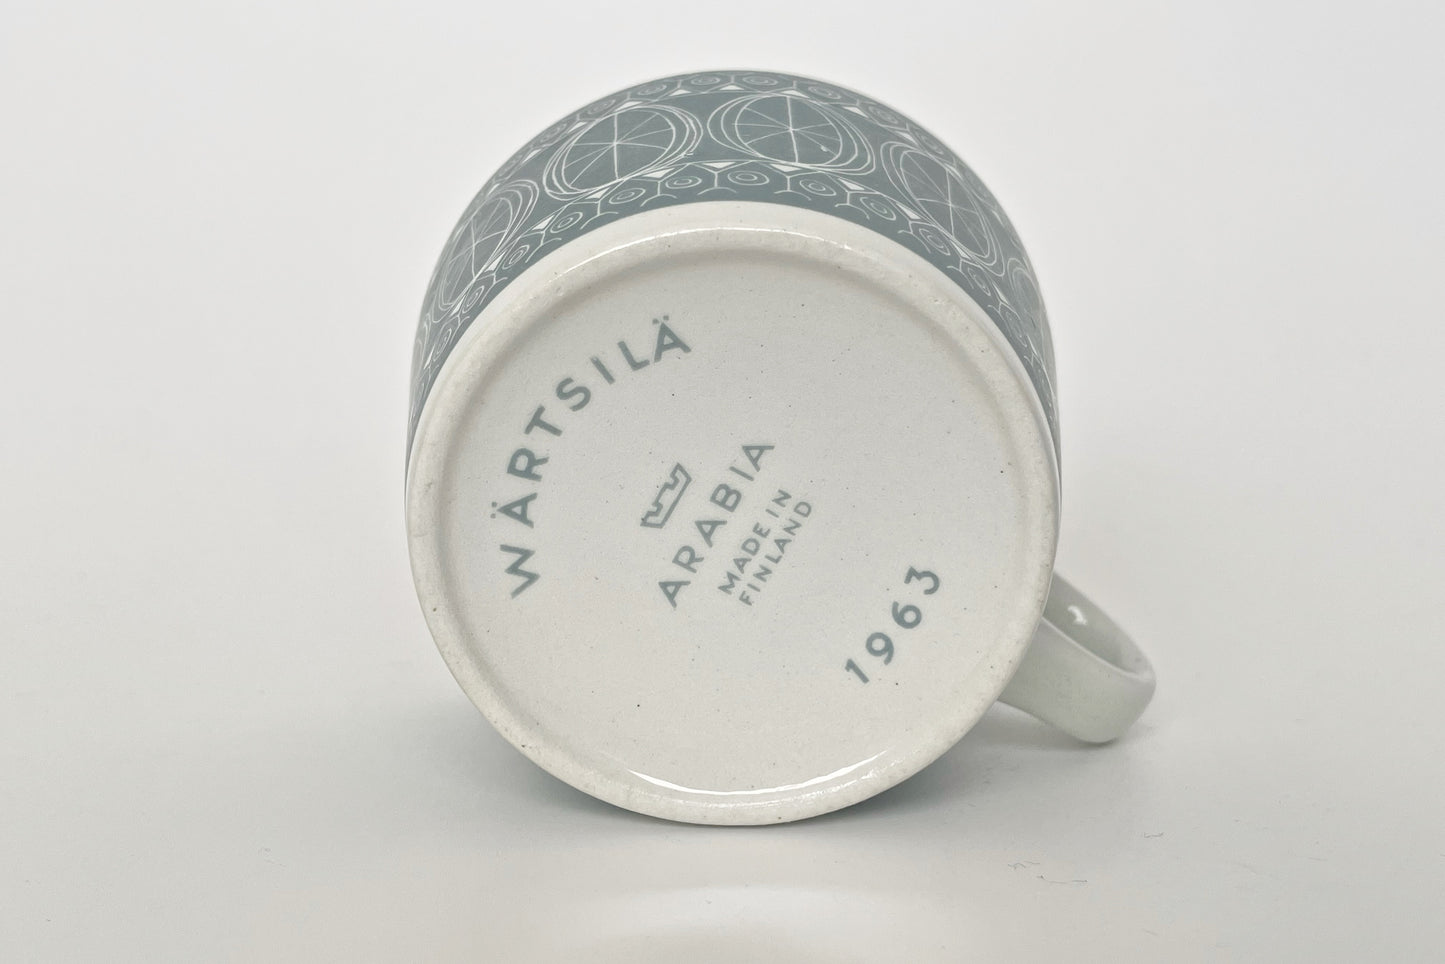 WÄRTSILÄ
ARABIA
MADE IN
FINLAND
1963